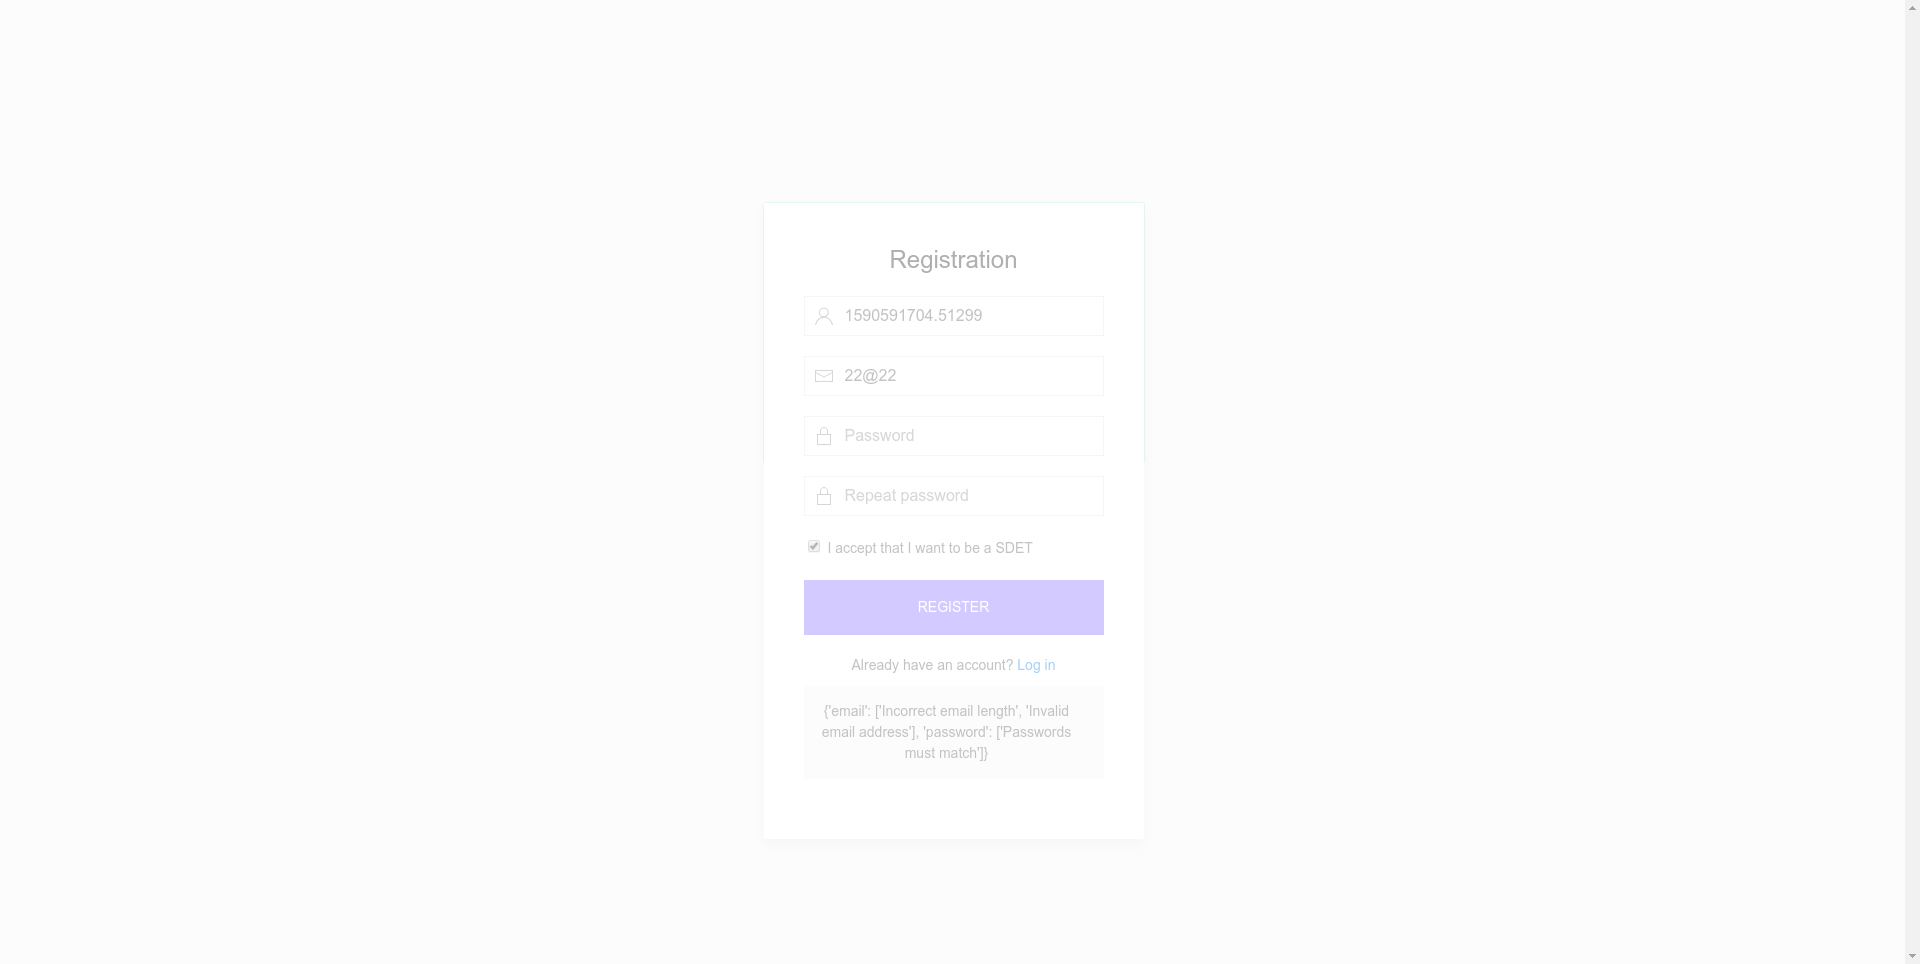 Registration
1590591704.51299
22@22
Password
Repeat password
I accept that I want to be a SDET
REGISTER
Already have an account? Log in
{'email': ['Incorrect email length', 'Invalid
email address'], 'password': ['Passwords
must match']}